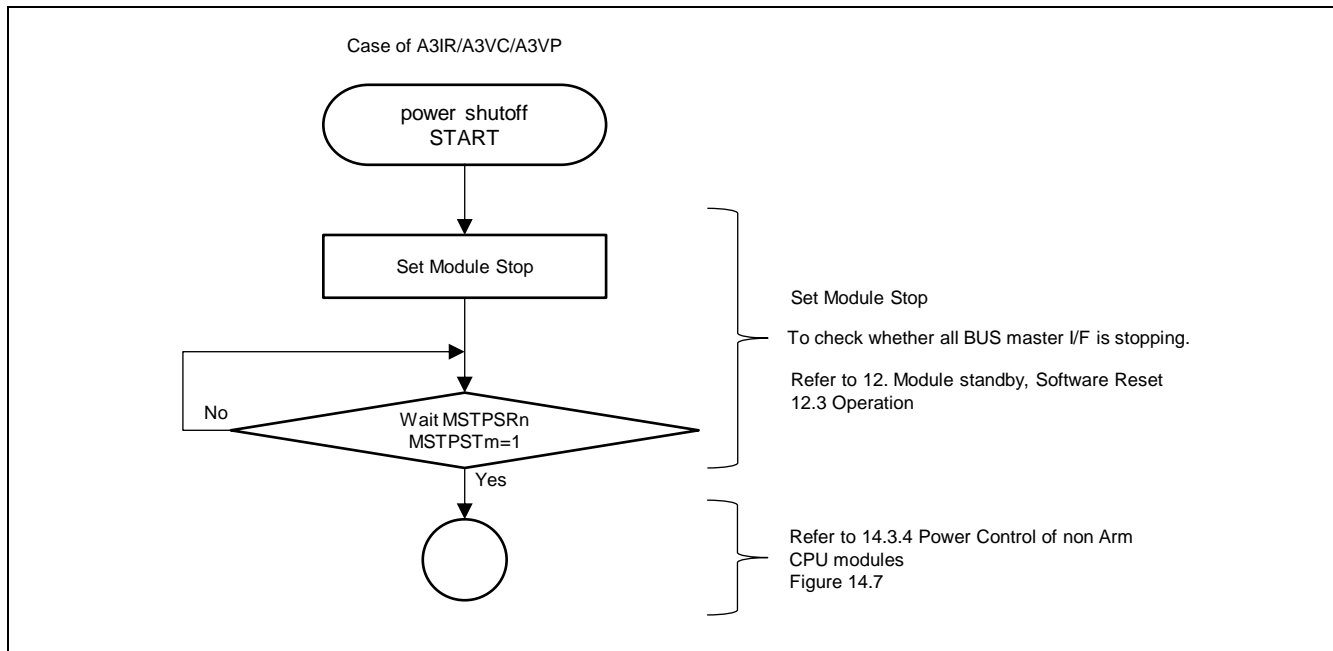 Case of A3IR/A3VC/A3VP
power shutoff
START
Set Module Stop
Set Module Stop
To check whether all BUS master I/F is stopping.
Refer to 12. Module standby, Software Reset
12.3 Operation
No
Wait MSTPSRn
MSTPSTm=1
Yes
Refer to 14.3.4 Power Control of non Arm
CPU modules
Figure 14.7